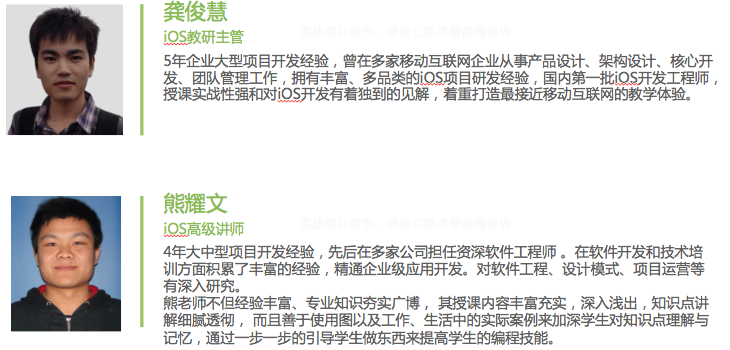 龚俊慧
iOS教研主管
5年企业大型项目开发经验，曾在多家移动互联网企业从事产品设计、架构设计、核心开
发、团队管理工作，拥有丰富、多品类的iOS项目研发经验，国内第一批iOS开发工程师，
授课实战性强和对iOS开发有着独到的见解，着重打造最接近移动互联网的教学体验。
熊耀文
iOS高级讲师
4年大中型项目开发经验，先后在多家公司担任资深软件工程师 。在软件开发和技术培
训方面积累了丰富的经验，精通企业级应用开发。对软件工程、设计模式、项目运营等
有深入研究。
熊老师不但经验丰富、专业知识夯实广博， 其授课内容丰富充实，深入浅出，知识点讲
解细腻透彻， 而且善于使用图以及工作、生活中的实际案例来加深学生对知识点理解与
记忆，通过一步一步的引导学生做东西来提高学生的编程技能。